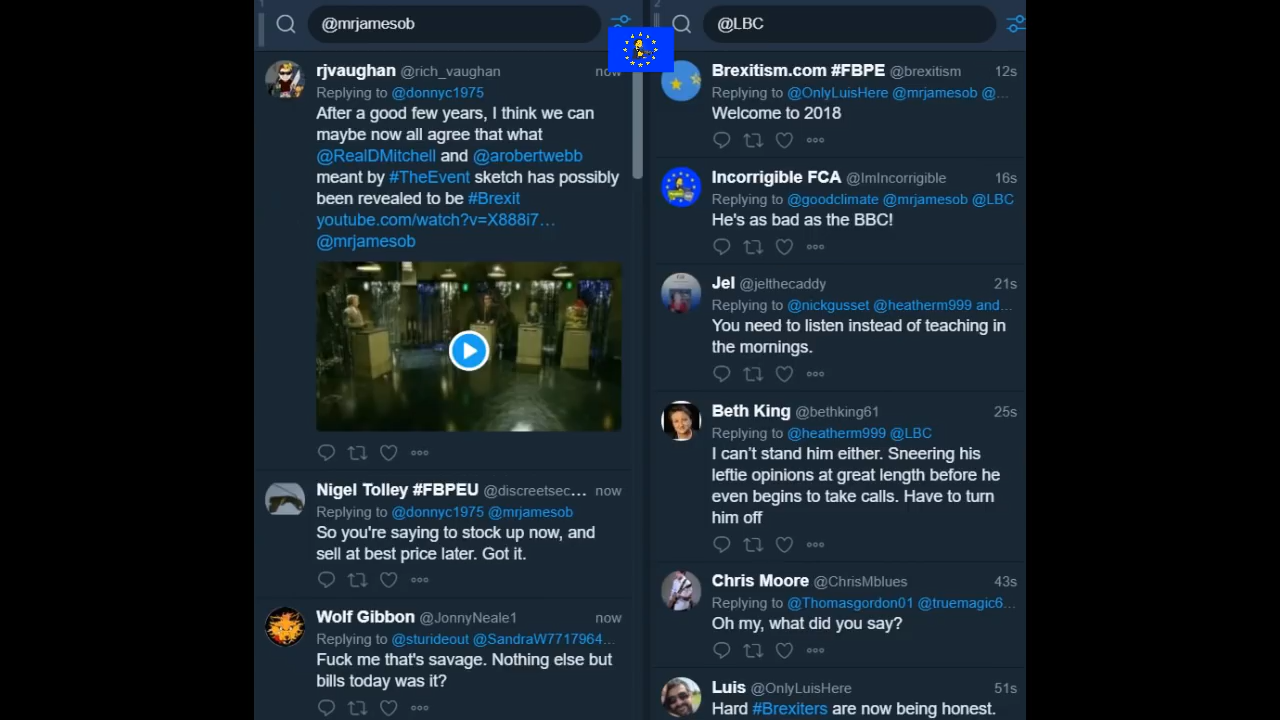 1
@mrjamesob
rjvaughan @rich_vaughan now
Replying to @donnyc1975
After a good few years, I think we can
maybe now all agree that what
@RealDMitchell and @arobertwebb
meant by #TheEvent sketch has possibly
been revealed to be #Brexit
youtube.com/watch?v=X888i7…
@mrjamesob
Nigel Tolley #FBPEU @discreetsec… now
Replying to @donnyc1975 @mrjamesob
So you're saying to stock up now, and
sell at best price later. Got it.
Wolf Gibbon @JonnyNeale1 now
Replying to @sturideout @SandraW7717964…
Fuck me that's savage. Nothing else but
bills today was it?
2
@LBC
Brexitism.com #FBPE @brexitism 12s
Replying to @OnlyLuisHere @mrjamesob @…
Welcome to 2018
Incorrigible FCA @ImIncorrigible 16s
Replying to @goodclimate @mrjamesob @LBC
He's as bad as the BBC!
Jel @jelthecaddy 21s
Replying to @nickgusset @heatherm999 and…
You need to listen instead of teaching in
the mornings.
Beth King @bethking61 25s
Replying to @heatherm999 @LBC
I can't stand him either. Sneering his
leftie opinions at great length before he
even begins to take calls. Have to turn
him off
Chris Moore @ChrisMblues 43s
Replying to @Thomasgordon01 @truemagic6…
Oh my, what did you say?
Luis @OnlyLuisHere 51s
Hard #Brexiters are now being honest.